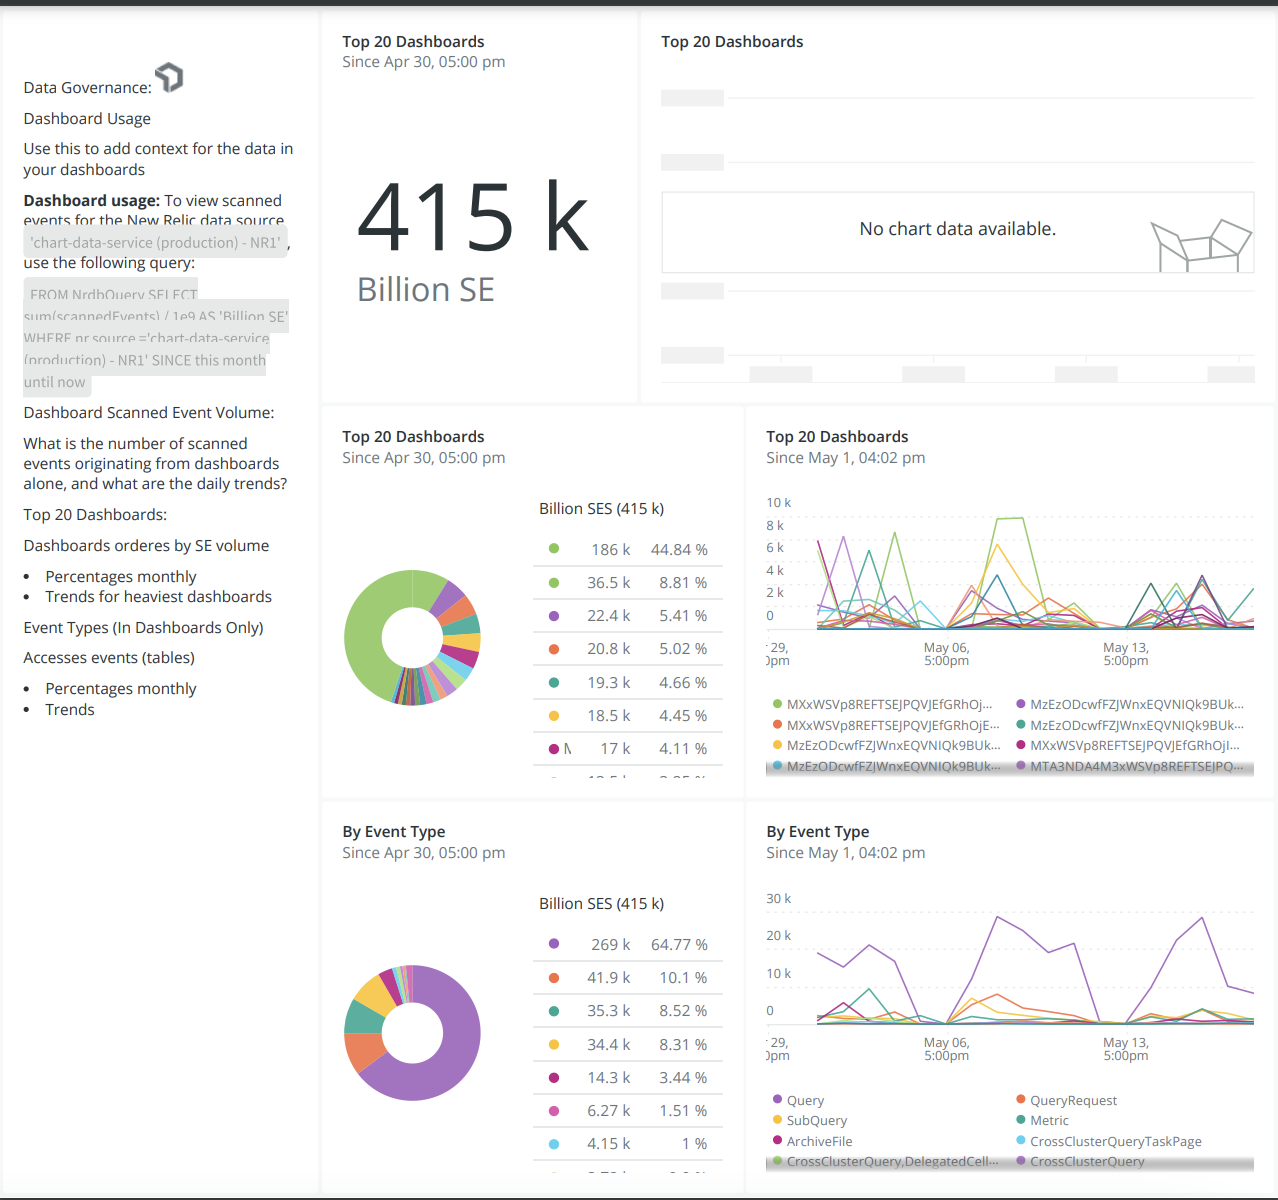 Data Governance:
Dashboard Usage
Use this to add context for the data in
your dashboards
Dashboard usage: To view scanned
events for the New Relic data source
'chart-data-service (production) - NR1' ,
use the following query:
FROM NrdbQuery SELECT
sum(scannedEvents) / 1e9 AS 'Billion SE'
WHERE nr.source ='chart-data-service
(production) - NR1' SINCE this month
until now
Dashboard Scanned Event Volume:
What is the number of scanned
events originating from dashboards
alone, and what are the daily trends?
Top 20 Dashboards:
Dashboards orderes by SE volume
• Percentages monthly
• Trends for heaviest dashboards
Event Types (In Dashboards Only)
Accesses events (tables)
• Percentages monthly
• Trends
Top 20 Dashboards
Since Apr 30, 05:00 pm
415 k
Billion SE
Top 20 Dashboards
No chart data available.
Top 20 Dashboards
Since Apr 30, 05:00 pm
Billion SES (415 k)
186 k 44.84 %
36.5 k 8.81 %
22.4 k 5.41 %
20.8 k 5.02 %
19.3 k 4.66 %
18.5 k 4.45 %
17 k 4.11 %
Top 20 Dashboards
Since May 1, 04:02 pm
10 k
8 k
6 k
4 k
2 k
0
29, May 06, May 13,
0pm 5:00pm 5:00pm
MXxWSVp8REFTSEJPQVJEfGRhOj... MzEzODcwfFZJWnxEQVNIQk9BUk...
MXxWSVp8REFTSEJPQVJEfGRhOjE... MzEzODcwfFZJWnxEQVNIQk9BUk...
MzEzODcwfFZJWnxEQVNIQk9BUk... MXxWSVp8REFTSEJPQVJEfGRhOjI...
MzEzODcwfFZJWnxEQVNIQk9BUk... MTA3NDA4M3xWSVp8REFTSEJPQ...
By Event Type
Since Apr 30, 05:00 pm
Billion SES (415 k)
269 k 64.77 %
41.9 k 10.1 %
35.3 k 8.52 %
34.4 k 8.31 %
14.3 k 3.44 %
6.27 k 1.51 %
4.15 k 1 %
By Event Type
Since May 1, 04:02 pm
30 k
20 k
10 k
0
29, May 06, May 13,
0pm 5:00pm 5:00pm
Query QueryRequest
SubQuery Metric
ArchiveFile CrossClusterQueryTaskPage
CrossClusterQuery,DelegatedCell... CrossClusterQuery